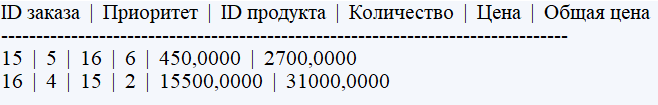 ID заказа | Приоритет | ID продукта | Количество | Цена | Общая цена
--------------------------------------------------------------------------
15 | 5 | 16 | 6 | 450,0000 | 2700,0000
16 | 4 | 15 | 2 | 15500,0000 | 31000,0000